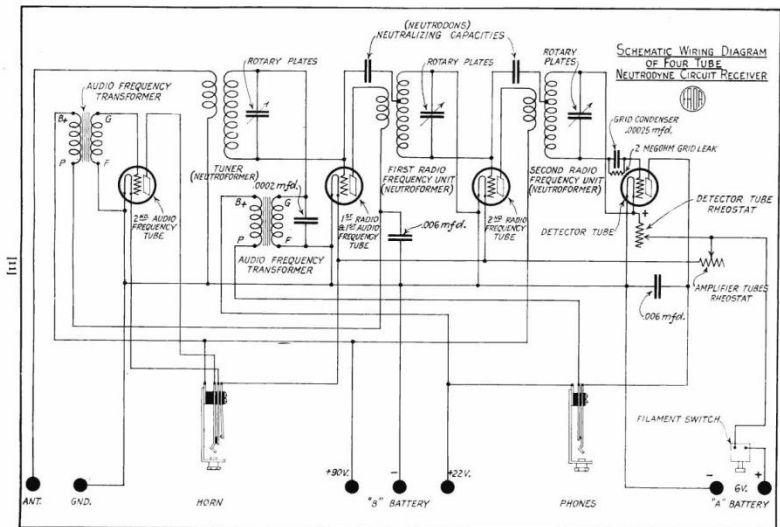 SCHEMATIC WIRING DIAGRAM
OF FOUR TUBE
NEUTRODYNE CIRCUIT RECEIVER
FADA
(NEUTRODONS)
NEUTRALIZING CAPACITIES
ROTARY PLATES
ROTARY PLATES
ROTARY
PLATES
AUDIO FREQUENCY
TRANSFORMER
B+
G
P
F
2ND AUDIO
FREQUENCY
TUBE
TUNER
(NEUTROFORMER)
.0002 mfd.
B+
G
P
F
AUDIO FREQUENCY
TRANSFORMER
1ST RADIO
& 1ST AUDIO
FREQUENCY
TUBE
FIRST RADIO
FREQUENCY UNIT
(NEUTROFORMER)
.006 mfd.
2ND RADIO
FREQUENCY
TUBE
SECOND RADIO
FREQUENCY UNIT
(NEUTROFORMER)
GRID CONDENSER
.00025 mfd.
2 MEGOHM GRID LEAK
DETECTOR TUBE
+
DETECTOR TUBE
RHEOSTAT
AMPLIFIER TUBES
RHEOSTAT
.006 mfd.
FILAMENT SWITCH
ANT.
GND.
HORN
+90V.
-
+22V.
"B" BATTERY
PHONES
-
6V.
+
"A" BATTERY
[11]